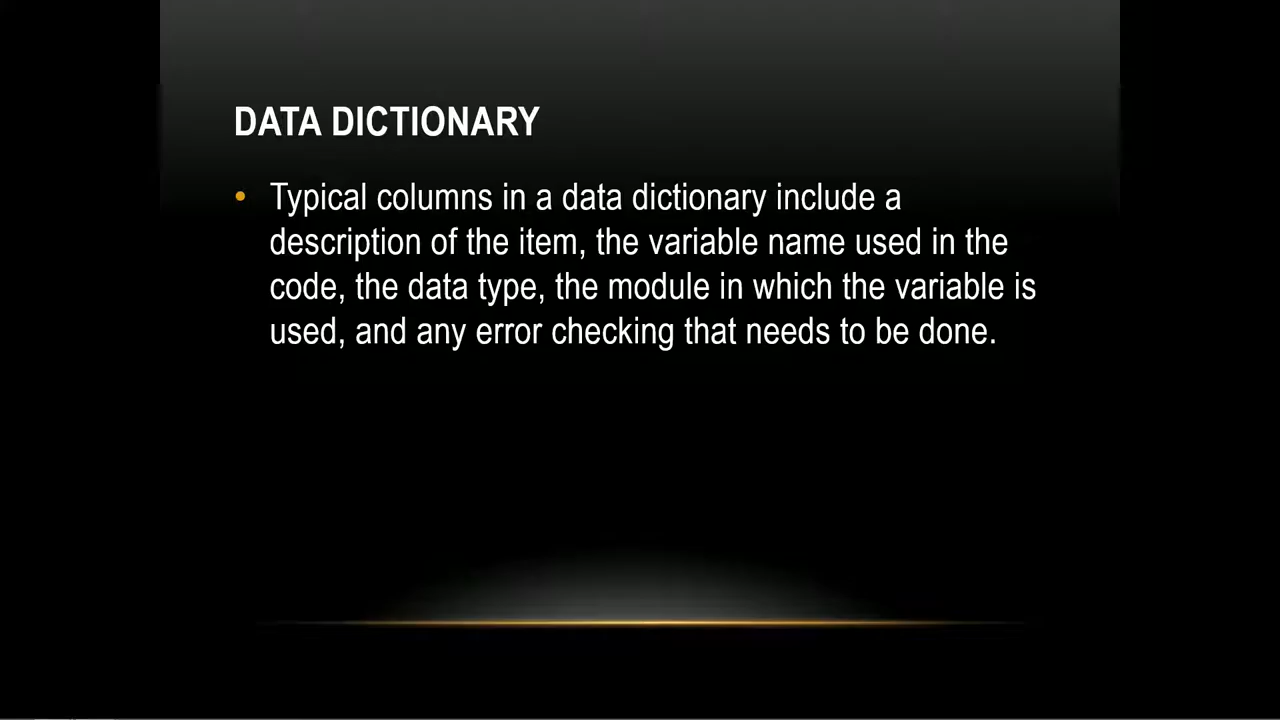 DATA DICTIONARY
• Typical columns in a data dictionary include a
description of the item, the variable name used in the
code, the data type, the module in which the variable is
used, and any error checking that needs to be done.